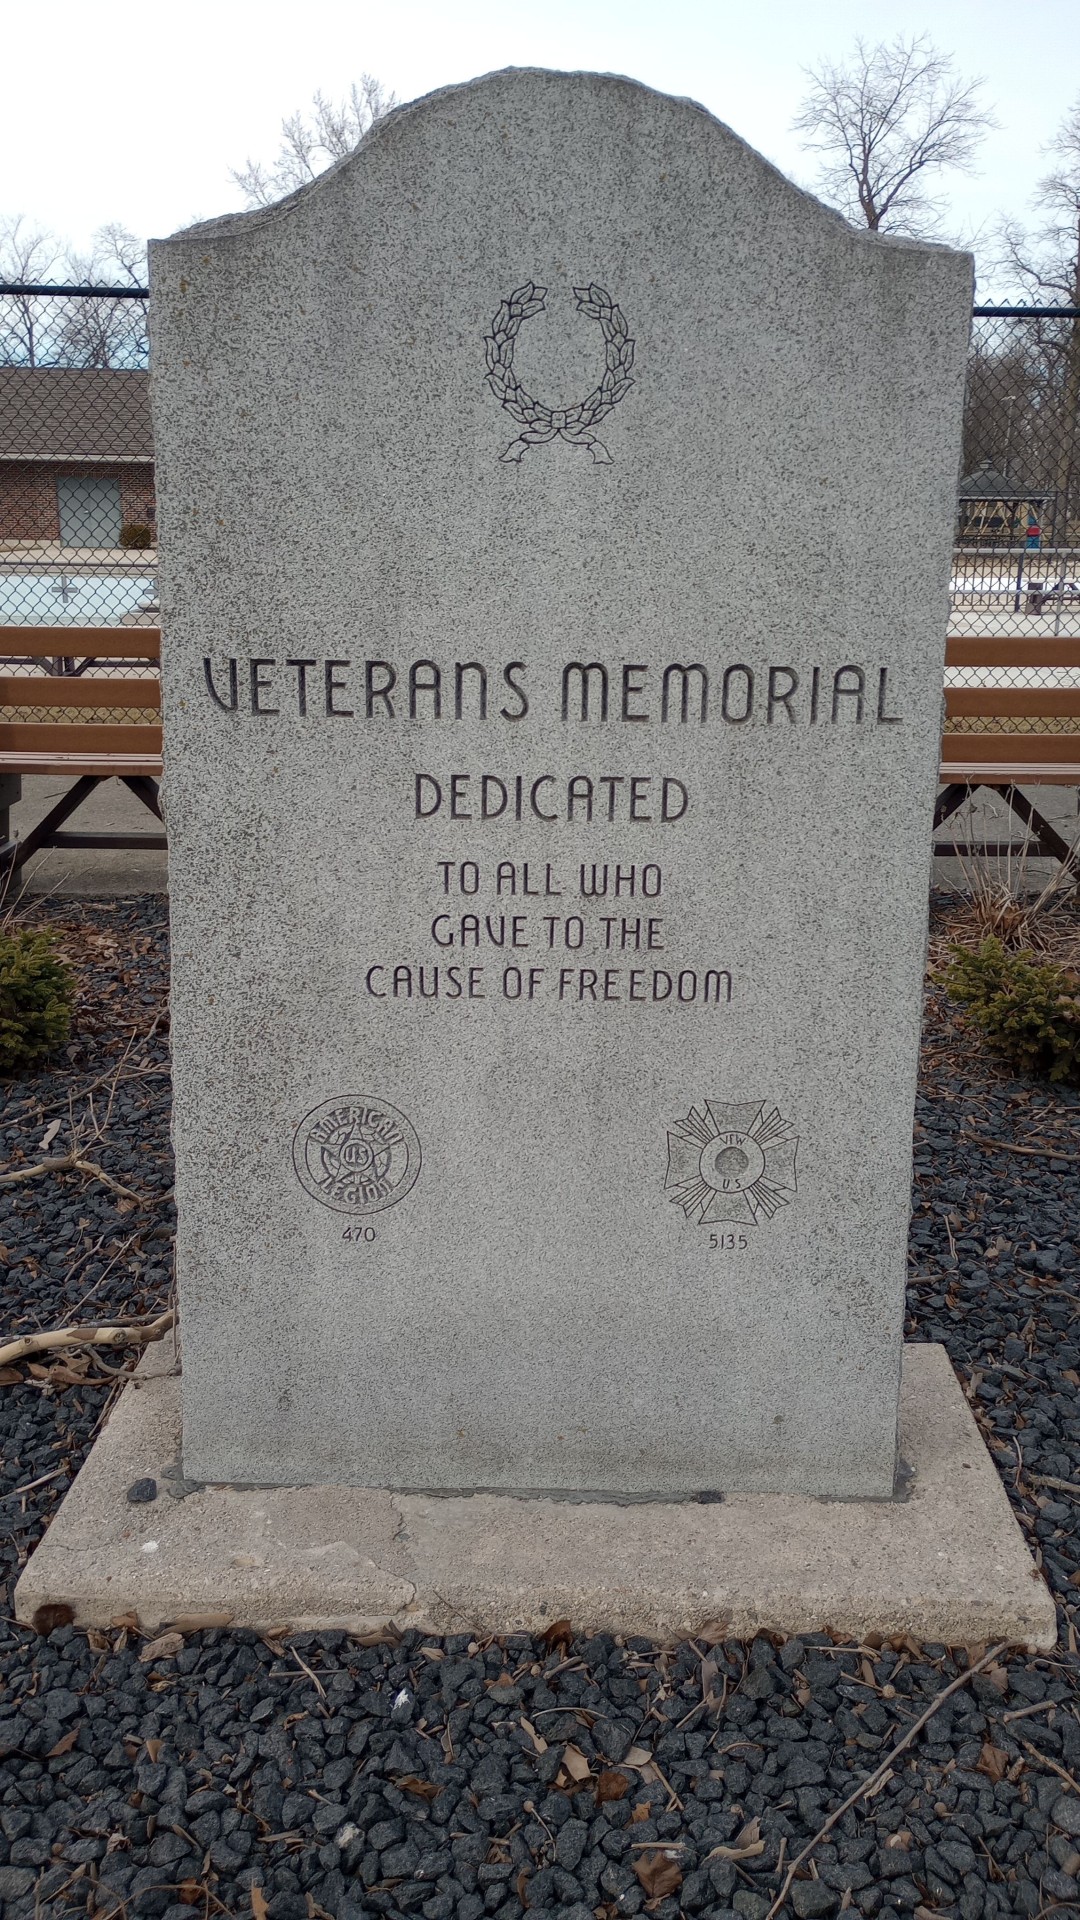 VETERANS MEMORIAL
DEDICATED
TO ALL WHO
GAVE TO THE
CAUSE OF FREEDOM
AMERICAN
US
LEGION
470
VFW
US
5135